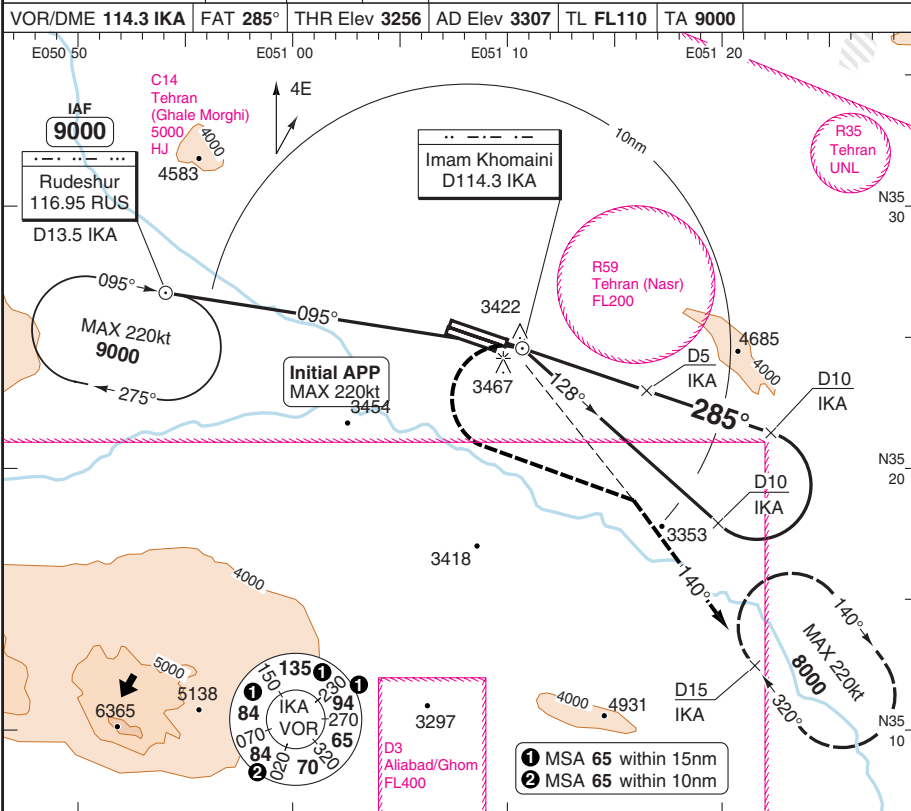 VOR/DME 114.3 IKA FAT 285° THR Elev 3256 AD Elev 3307 TL FL110 TA 9000
E050 50
E051 00
E051 10
E051 20
C14
Tehran
(Ghale Morghi)
5000
HJ
4000
4583
4E
10nm
IAF
9000
Rudeshur
116.95 RUS
D13.5 IKA
Imam Khomaini
D114.3 IKA
R35
Tehran
UNL
N35
30
R59
Tehran (Nasr)
FL200
095°
MAX 220kt
9000
275°
095°
3422
3467
4685
4000
D5
IKA
D10
IKA
Initial APP
MAX 220kt
3454
128°
285°
N35
20
D10
IKA
3353
3418
140°
4000
5000
6365
5138
140°
MAX 220kt
8000
320°
D15
IKA
IKA
VOR
150
135
1
230
1
94
270
65
320
70
020
84
2
070
84
1
3297
D3
Aliabad/Ghom
FL400
4000
4931
N35
10
1 MSA 65 within 15nm
2 MSA 65 within 10nm